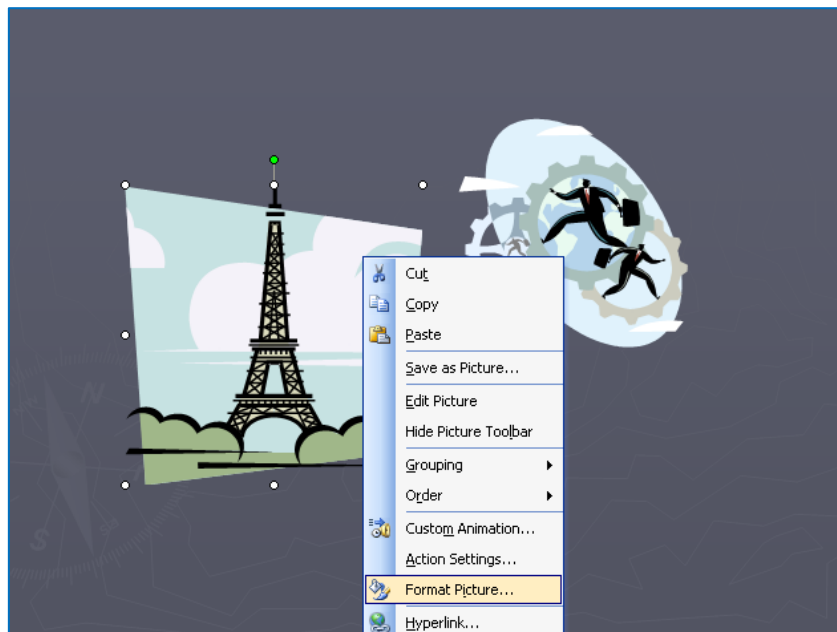 Cut
Copy
Paste
Save as Picture...
Edit Picture
Hide Picture Toolbar
Grouping
Order
Custom Animation...
Action Settings...
Format Picture...
Hyperlink...
N
S